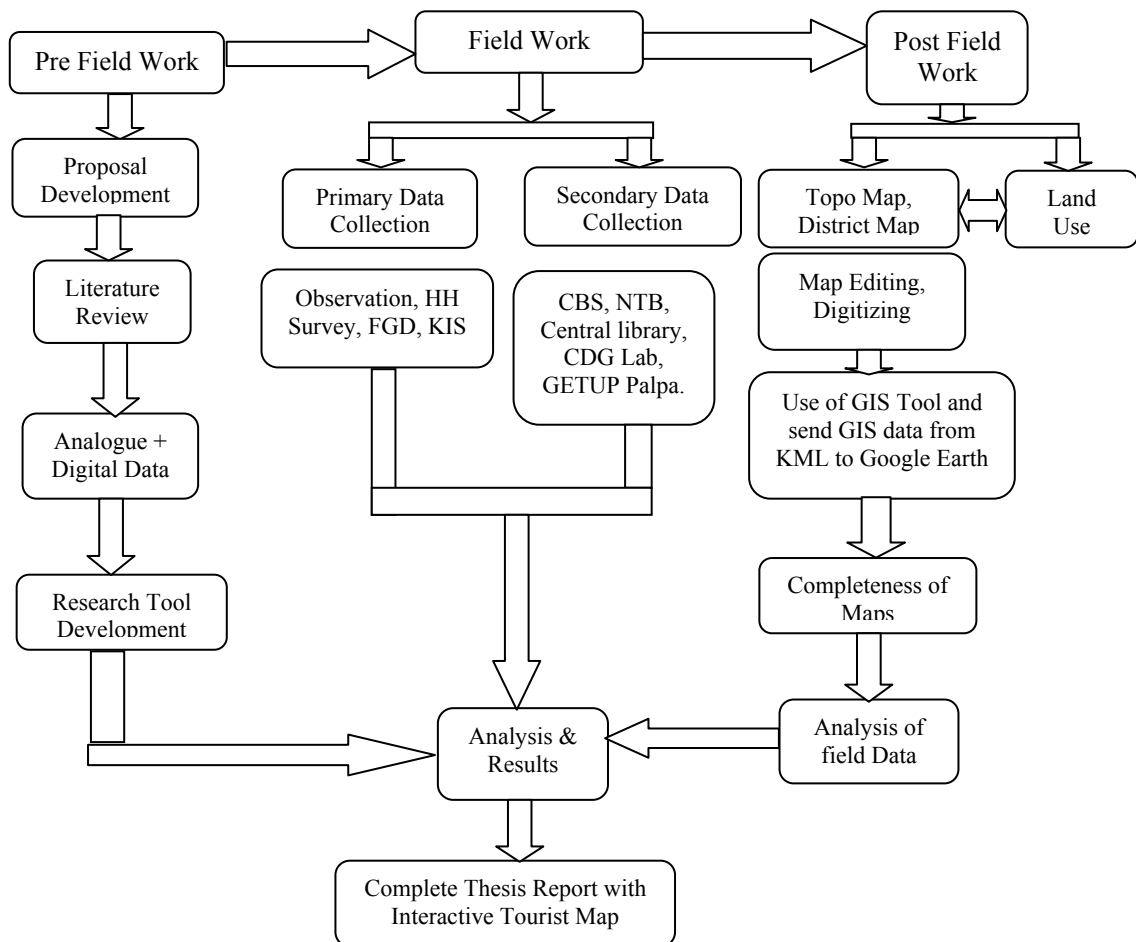 Pre Field Work
Field Work
Post Field
Work
Proposal
Development
Literature
Review
Analogue +
Digital Data
Research Tool
Development
Primary Data
Collection
Secondary Data
Collection
Observation, HH
Survey, FGD, KIS
CBS, NTB,
Central library,
CDG Lab,
GETUP Palpa.
Topo Map,
District Map
Land
Use
Map Editing,
Digitizing
Use of GIS Tool and
send GIS data from
KML to Google Earth
Completeness of
Maps
Analysis of
field Data
Analysis &
Results
Complete Thesis Report with
Interactive Tourist Map